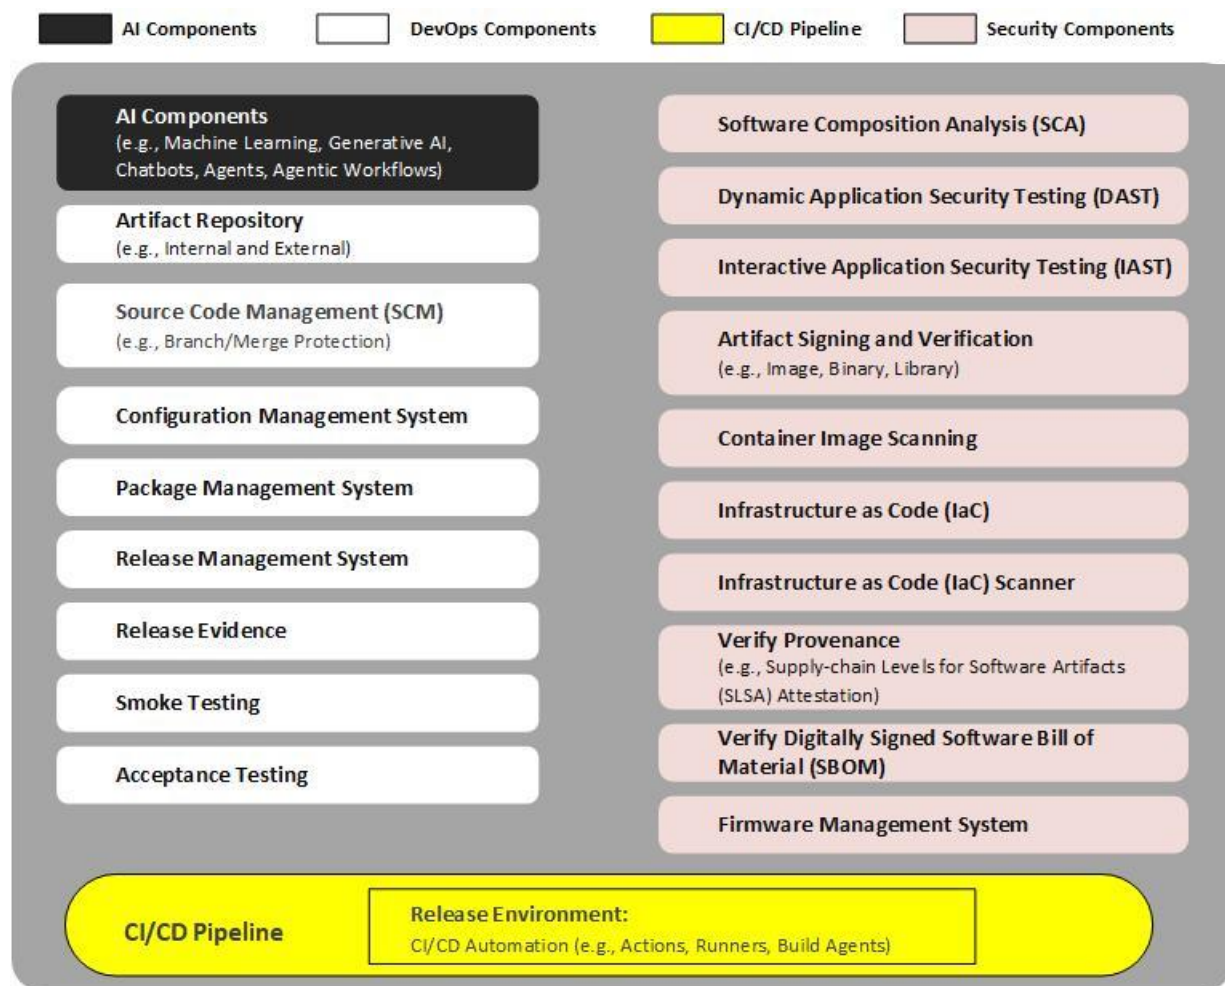 AI Components
DevOps Components
CI/CD Pipeline
Security Components
AI Components
(e.g., Machine Learning, Generative AI,
Chatbots, Agents, Agentic Workflows)
Artifact Repository
(e.g., Internal and External)
Source Code Management (SCM)
(e.g., Branch/Merge Protection)
Configuration Management System
Package Management System
Release Management System
Release Evidence
Smoke Testing
Acceptance Testing
Software Composition Analysis (SCA)
Dynamic Application Security Testing (DAST)
Interactive Application Security Testing (IAST)
Artifact Signing and Verification
(e.g., Image, Binary, Library)
Container Image Scanning
Infrastructure as Code (IaC)
Infrastructure as Code (IaC) Scanner
Verify Provenance
(e.g., Supply-chain Levels for Software Artifacts
(SLSA) Attestation)
Verify Digitally Signed Software Bill of
Material (SBOM)
Firmware Management System
CI/CD Pipeline
Release Environment:
CI/CD Automation (e.g., Actions, Runners, Build Agents)